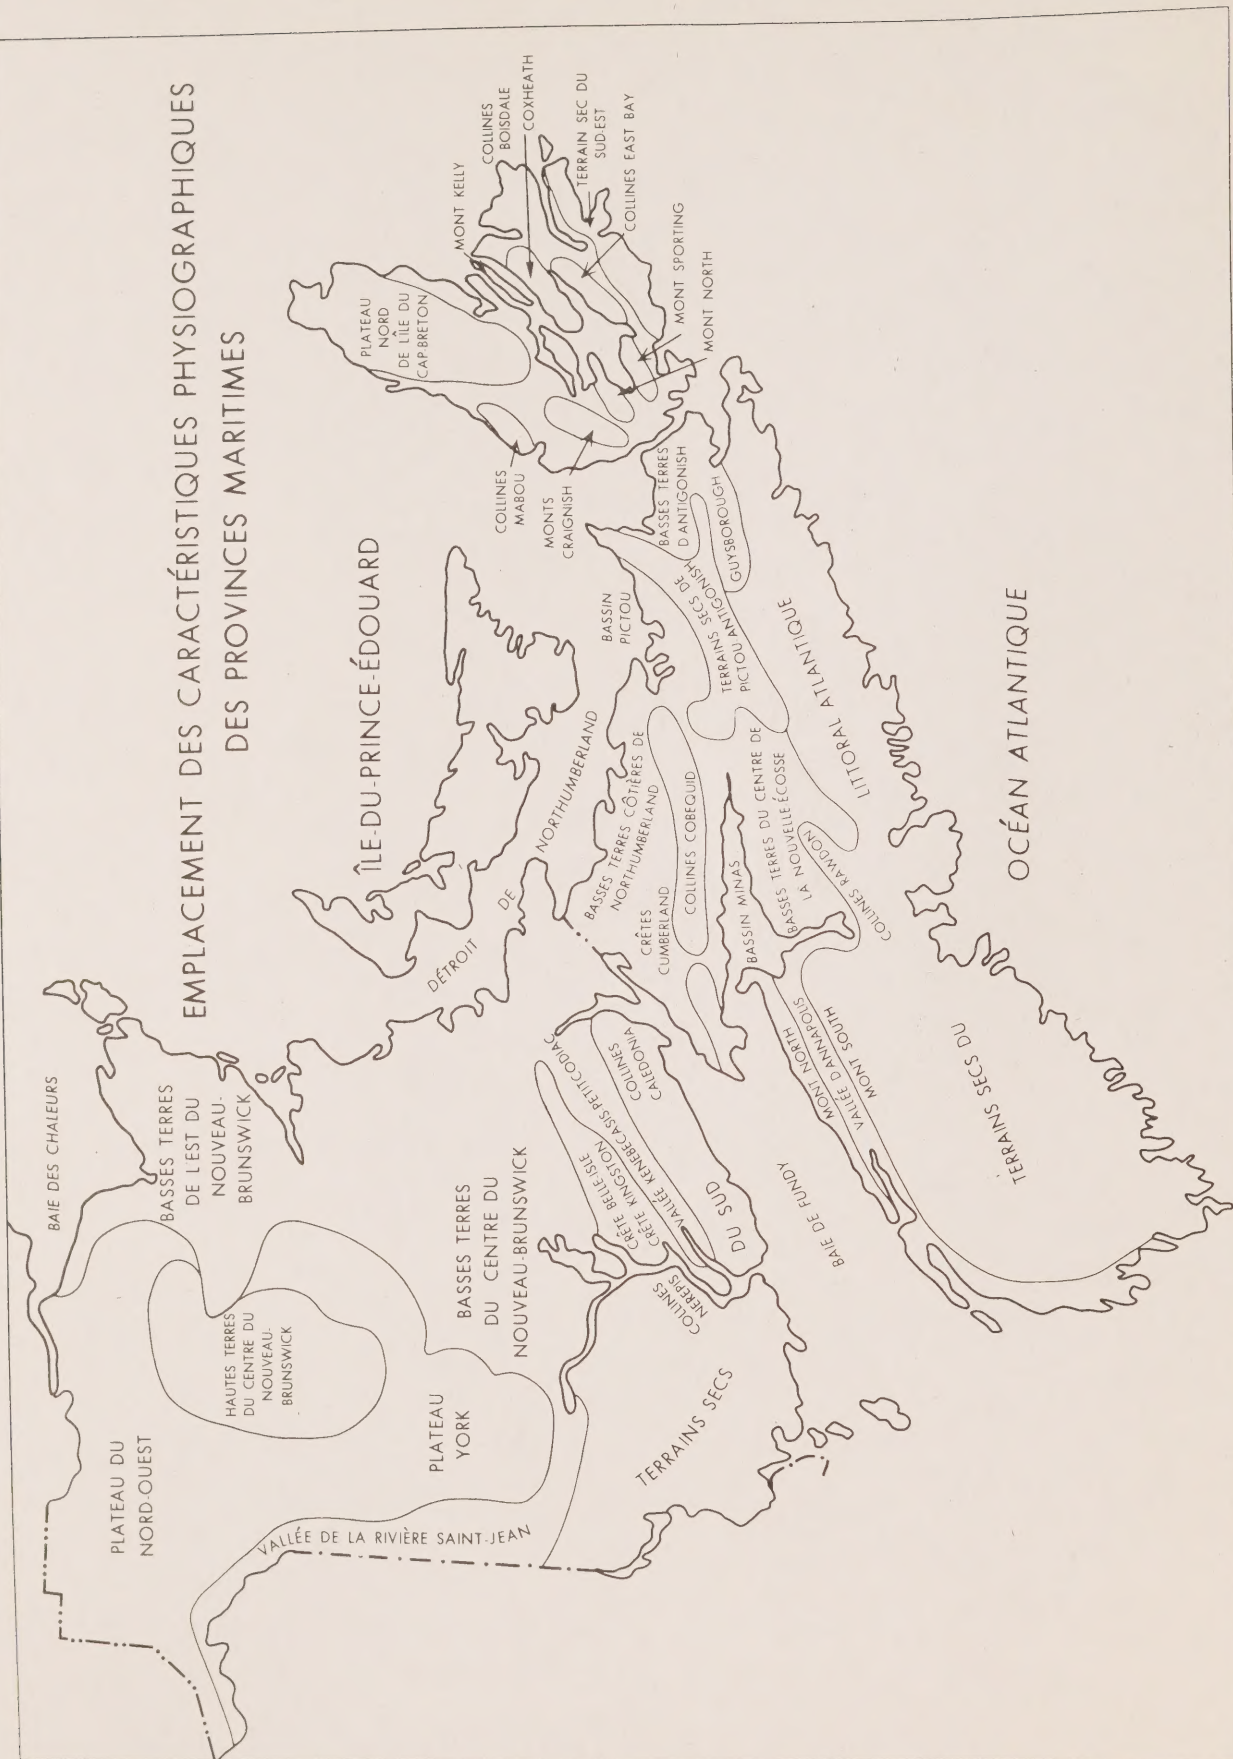 EMPLACEMENT DES CARACTÉRISTIQUES PHYSIOGRAPHIQUES
DES PROVINCES MARITIMES
BAIE DES CHALEURS
PLATEAU DU
NORD-OUEST
HAUTES TERRES
DU CENTRE DU
NOUVEAU-
BRUNSWICK
BASSES TERRES
DE L'EST DU
NOUVEAU-
BRUNSWICK
VALLÉE DE LA RIVIÈRE SAINT-JEAN
PLATEAU
YORK
BASSES TERRES
DU CENTRE DU
NOUVEAU-BRUNSWICK
TERRAINS SECS
DU SUD
COLLINES
NEREPIS
CRÊTE BELLEISLE
CRÊTE KINGSTON
VALLÉE KENEBECASIS PETITCODIAC
COLLINES
CALEDONIA
BAIE DE FUNDY
ÎLE-DU-PRINCE-ÉDOUARD
DÉTROIT
DE
NORTHUMBERLAND
BASSES TERRES CÔTIÈRES DE
NORTHUMBERLAND
CRÊTES
CUMBERLAND
COLLINES COBEQUID
BASSIN MINAS
BASSES TERRES DU CENTRE DE
LA NOUVELLE-ÉCOSSE
COLLINES RAWDON
MONT NORTH
VALLÉE D'ANNAPOLIS
MONT SOUTH
TERRAINS SECS DU
LITTORAL ATLANTIQUE
OCÉAN ATLANTIQUE
BASSIN
PICTOU
TERRAINS SECS DE
PICTOU ANTIGONISH
BASSES TERRES
D'ANTIGONISH
GUYSBOROUGH
PLATEAU
NORD
DE L'ÎLE DU
CAP-BRETON
COLLINES
MABOU
MONTS
CRAIGNISH
MONT KELLY
COLLINES
BOISDALE
COXHEATH
TERRAIN SEC DU
SUD-EST
COLLINES EAST BAY
MONT SPORTING
MONT NORTH